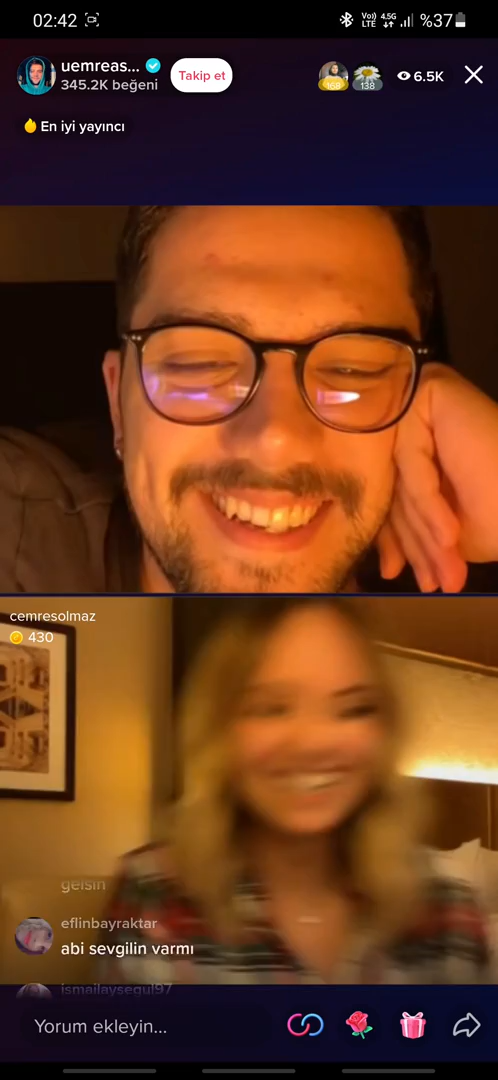 02:42
Vo))
LTE
4.5G
%37
uemreas...
345.2K beğeni
Takip et
168
138
6.5K
En iyi yayıncı
cemresolmaz
430
gelsin
eflinbayraktar
abi sevgilin varmı
ismailaysegul97
Yorum ekleyin...